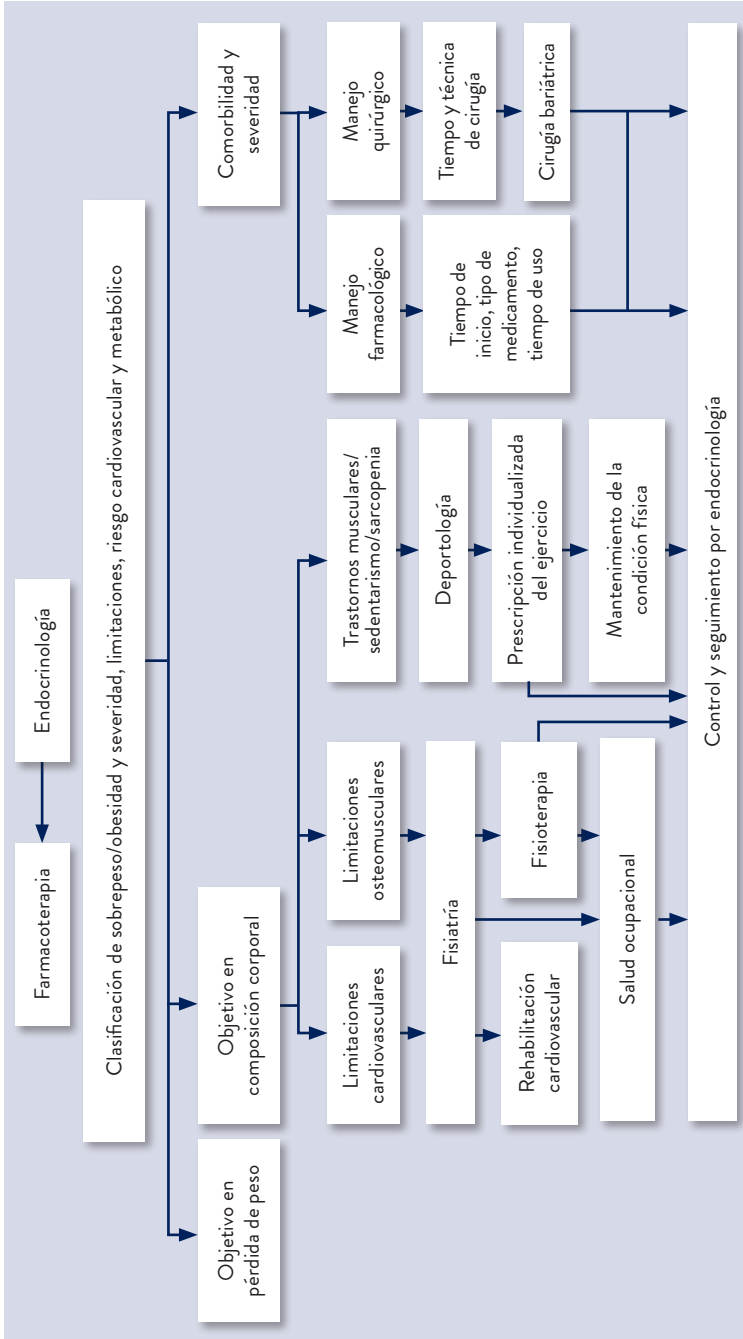 Farmacoterapia
Endocrinología
Clasificación de sobrepeso/obesidad y severidad, limitaciones, riesgo cardiovascular y metabólico
Objetivo en
pérdida de peso
Objetivo en
composición corporal
Comorbilidad y
severidad
Limitaciones
cardiovasculares
Limitaciones
osteomusculares
Trastornos musculares/
sedentarismo/sarcopenia
Manejo
farmacológico
Manejo
quirúrgico
Fisiatría
Deportología
Tiempo de
inicio, tipo de
medicamento,
tiempo de uso
Tiempo y técnica
de cirugía
Rehabilitación
cardiovascular
Fisioterapia
Prescripción individualizada
del ejercicio
Cirugía bariátrica
Salud ocupacional
Mantenimiento de la
condición física
Control y seguimiento por endocrinología